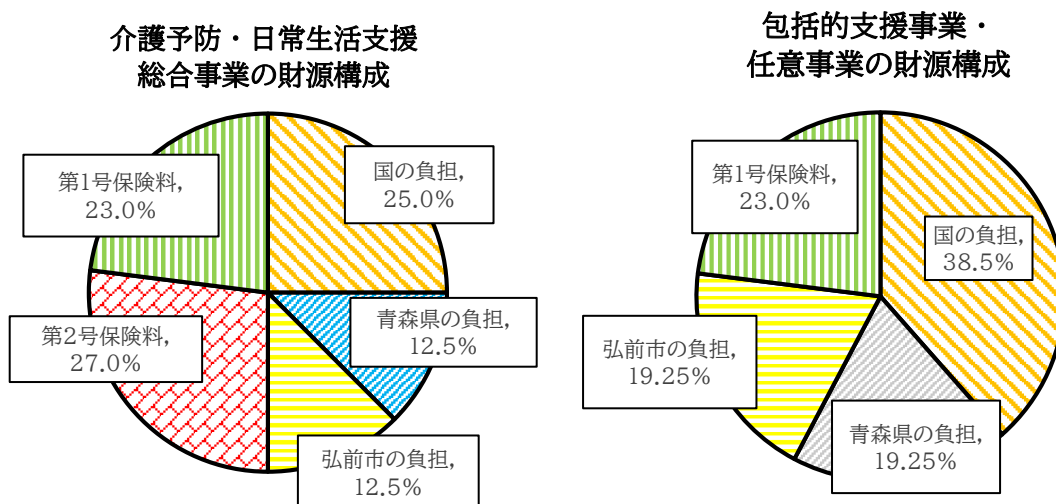 介護予防・日常生活支援
総合事業の財源構成
第1号保険料,
23.0%
国の負担,
25.0%
第2号保険料,
27.0%
青森県の負担,
12.5%
弘前市の負担,
12.5%
包括的支援事業・
任意事業の財源構成
第1号保険料,
23.0%
国の負担,
38.5%
弘前市の負担,
19.25%
青森県の負担,
19.25%